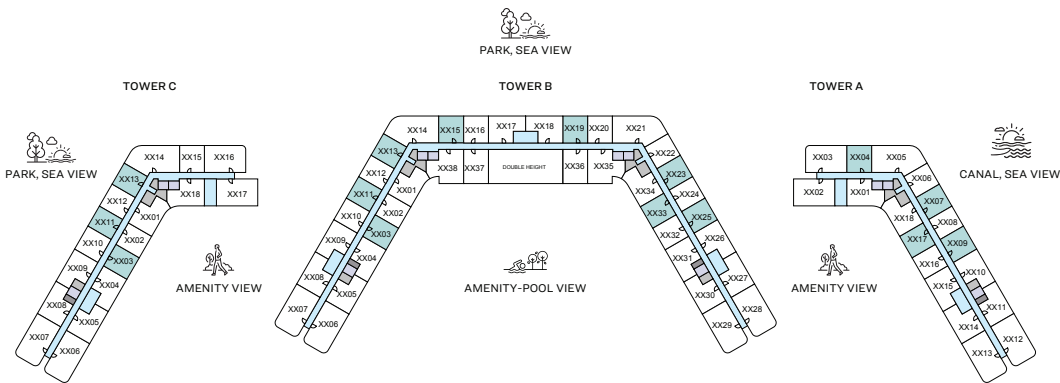 PARK, SEA VIEW
TOWER C
TOWER B
TOWER A
PARK, SEA VIEW
CANAL, SEA VIEW
XX14
XX15
XX16
XX13
XX12
XX11
XX10
XX09
XX08
XX07
XX06
XX05
XX04
XX03
XX02
XX01
XX18
XX17
AMENITY VIEW
XX14
XX15
XX16
XX17
XX18
XX19
XX20
XX21
XX13
XX12
XX11
XX10
XX09
XX08
XX07
XX06
XX05
XX04
XX03
XX02
XX01
XX38
XX37
DOUBLE HEIGHT
XX36
XX35
XX34
XX33
XX32
XX31
XX30
XX29
XX22
XX23
XX24
XX25
XX26
XX27
XX28
AMENITY-POOL VIEW
XX03
XX04
XX05
XX02
XX01
XX06
XX07
XX08
XX09
XX10
XX11
XX12
XX18
XX17
XX16
XX15
XX14
XX13
AMENITY VIEW